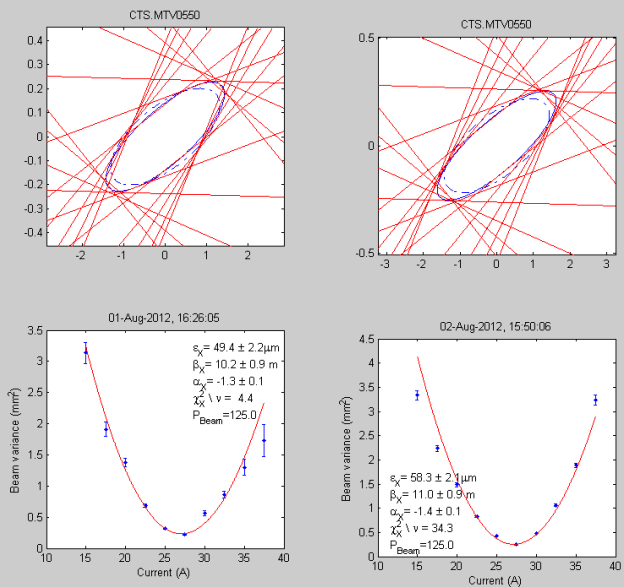 CTS.MTV0550
0.4
0.3
0.2
0.1
0
-0.1
-0.2
-0.3
-0.4
-2 -1 0 1 2
CTS.MTV0550
0.5
0
-0.5
-3 -2 -1 0 1 2 3
01-Aug-2012, 16:26:05
3.5
3
2.5
2
1.5
1
0.5
0
Beam variance (mm²)
εX= 49.4 ± 2.2μm
βX= 10.2 ± 0.9 m
αX= -1.3 ± 0.1
χ²X \ ν = 4.4
PBeam=125.0
10 15 20 25 30 35 40
Current (A)
02-Aug-2012, 15:50:06
4.5
4
3.5
3
2.5
2
1.5
1
0.5
0
Beam variance (mm²)
εX= 58.3 ± 2.1μm
βX= 11.0 ± 0.9 m
αX= -1.4 ± 0.1
χ²X \ ν = 34.3
PBeam=125.0
10 15 20 25 30 35 40
Current (A)